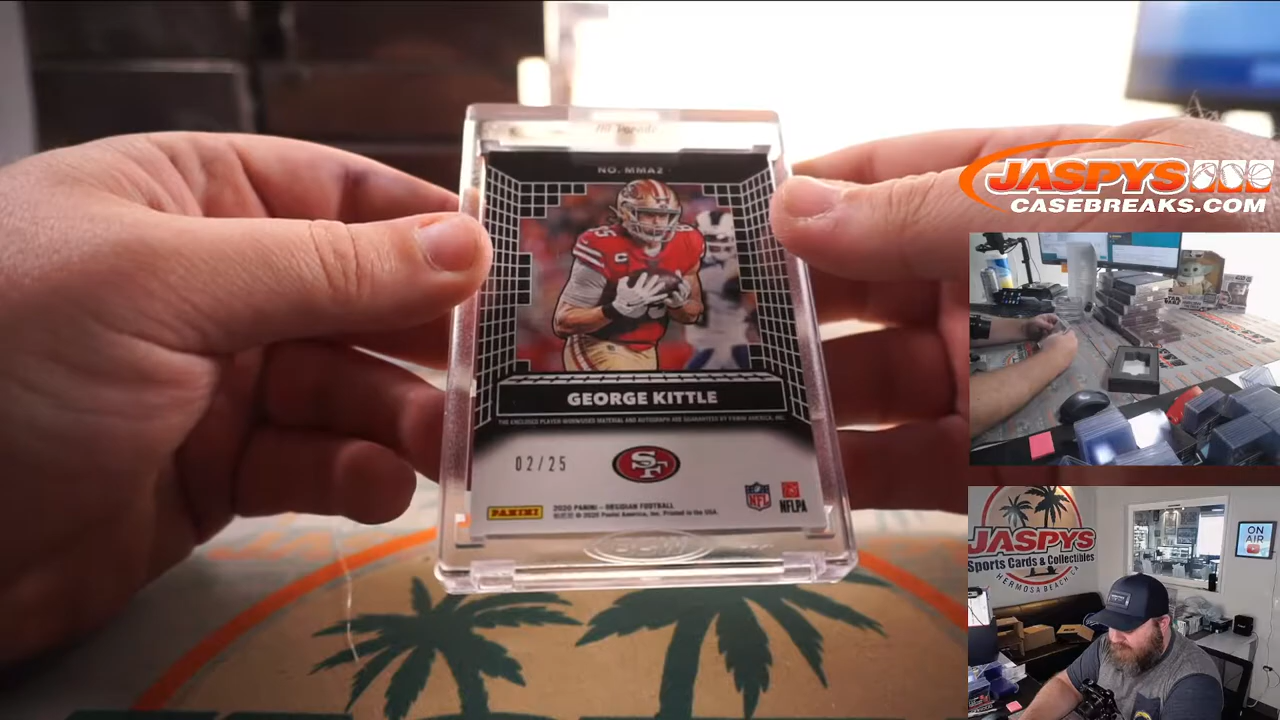 NO. MMA2
85
C
GEORGE KITTLE
THE ENCLOSED PLAYER-WORN/USED MATERIAL AND AUTOGRAPH ARE GUARANTEED BY PANINI AMERICA, INC.
02/25
SF
PANINI
2020 PANINI - OBSIDIAN FOOTBALL
© 2020 Panini America, Inc. Printed in the USA.
NFL
NFLPA
JASPYS
CASEBREAKS.COM
JASPYS
Sports Cards & Collectibles
HERMOSA BEACH CA
ON
AIR